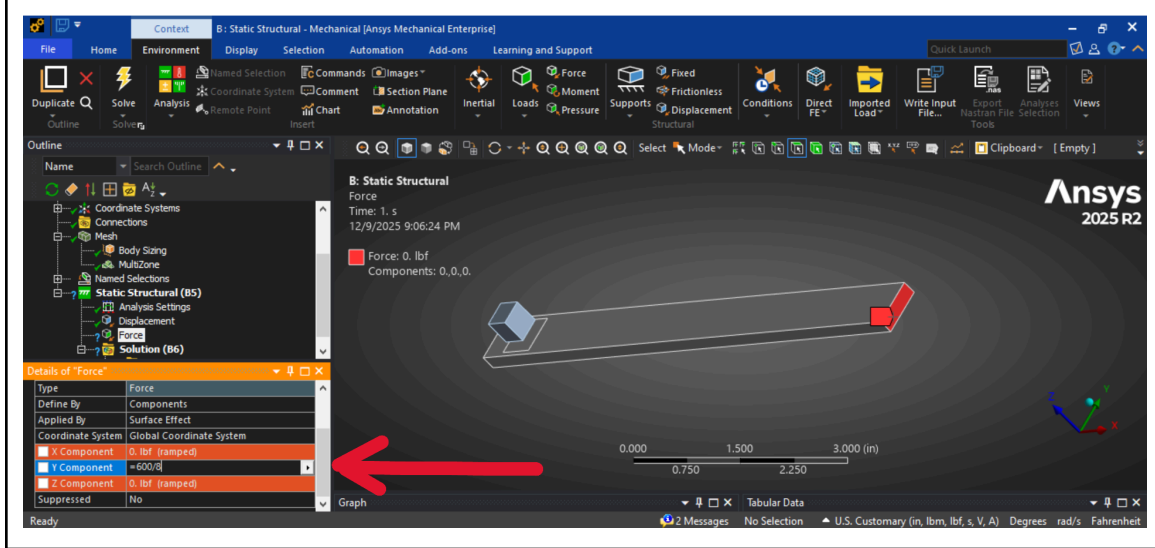 Context
B : Static Structural - Mechanical [Ansys Mechanical Enterprise]
File Home Environment Display Selection Automation Add-ons Learning and Support Quick Launch
Duplicate Q Solve Analysis
Named Selection
Coordinate System
Remote Point
Commands
Comment
Chart
Images
Section Plane
Annotation
Inertial Loads
Force
Moment
Pressure
Supports
Fixed
Frictionless
Displacement
Conditions Direct FE Imported Load Write Input File... Export Nastran File Analyses Selection Views
Outline Solver Insert Structural Tools
Outline
Name Search Outline
Select Mode Clipboard [ Empty ]
Coordinate Systems
Connections
Mesh
Body Sizing
MultiZone
Named Selections
Static Structural (B5)
Analysis Settings
Displacement
Force
Solution (B6)
B: Static Structural
Force
Time: 1. s
12/9/2025 9:06:24 PM
Force: 0. lbf
Components: 0.,0.,0.
Ansys
2025 R2
Details of "Force"
Type Force
Define By Components
Applied By Surface Effect
Coordinate System Global Coordinate System
X Component 0. lbf (ramped)
Y Component =600/8
Z Component 0. lbf (ramped)
Suppressed No
Z Y X
0.000 1.500 3.000 (in)
0.750 2.250
Graph Tabular Data
Ready 2 Messages No Selection U.S. Customary (in, lbm, lbf, s, V, A) Degrees rad/s Fahrenheit